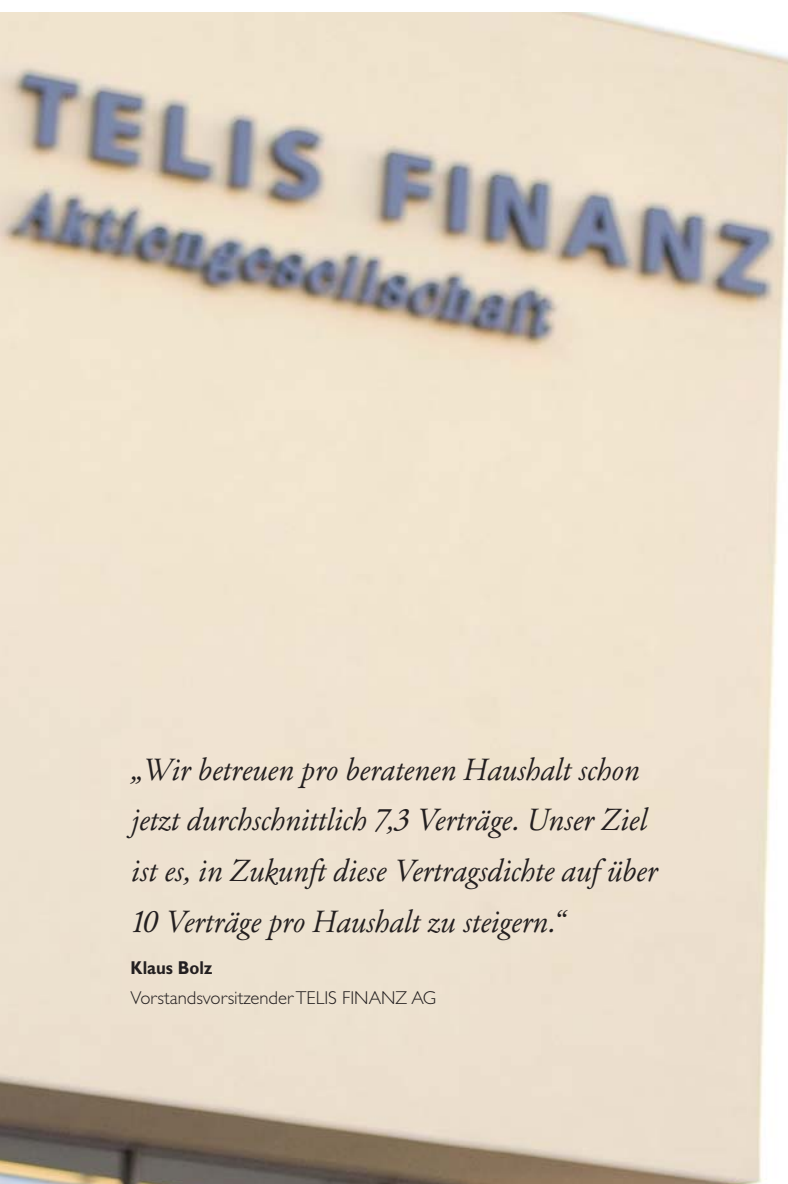 TELIS FINANZ
Aktiengesellschaft
„Wir betreuen pro beratenen Haushalt schon
jetzt durchschnittlich 7,3 Verträge. Unser Ziel
ist es, in Zukunft diese Vertragsdichte auf über
10 Verträge pro Haushalt zu steigern.“
Klaus Bolz
Vorstandsvorsitzender TELIS FINANZ AG